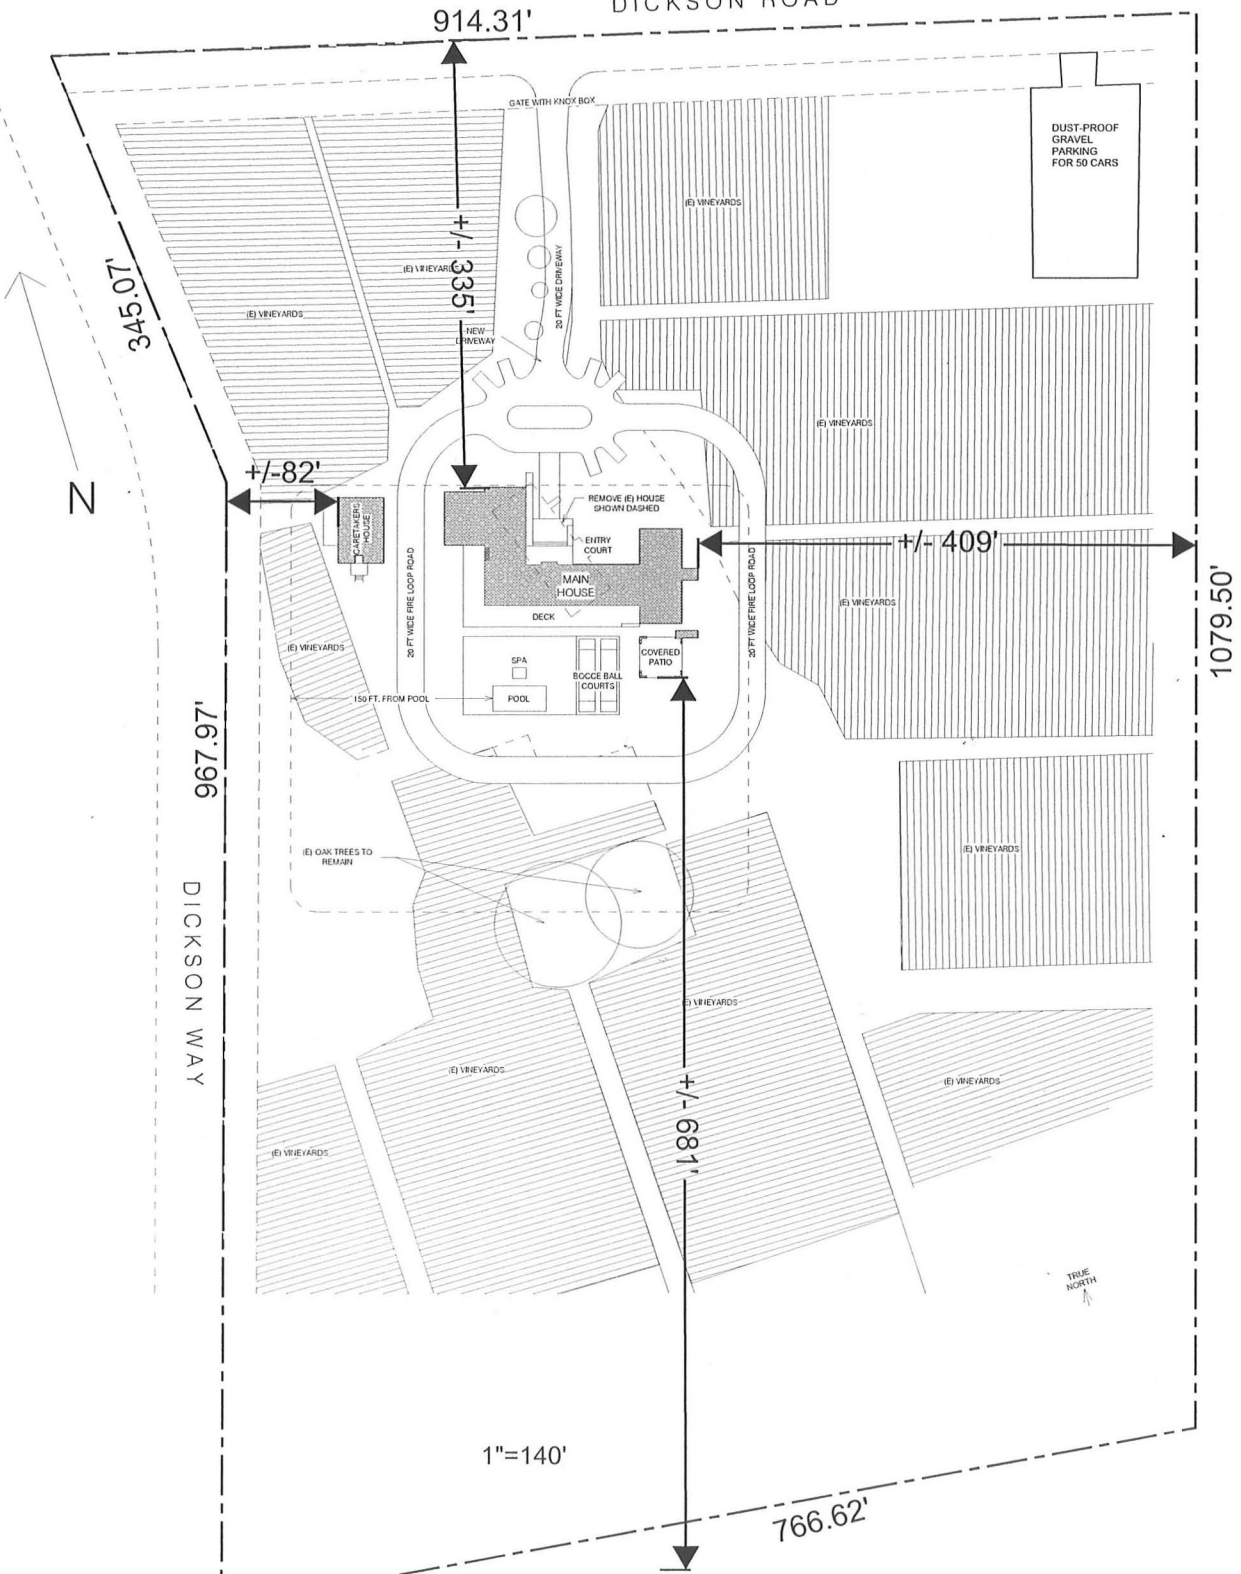 DICKSON ROAD
914.31'
GATE WITH KNOX BOX
DUST-PROOF
GRAVEL
PARKING
FOR 50 CARS
(E) VINEYARDS
(E) VINEYARDS
(E) VINEYARDS
+/- 335'
20 FT WIDE DRIVEWAY
345.07'
NEW
DRIVEWAY
(E) VINEYARDS
+/-82'
N
REMOVE (E) HOUSE
SHOWN DASHED
CARETAKERS
HOUSE
ENTRY
COURT
+/- 409'
MAIN
HOUSE
20 FT WIDE FIRE LOOP ROAD
20 FT WIDE FIRE LOOP ROAD
(E) VINEYARDS
1079.50'
DECK
(E) VINEYARDS
SPA
COVERED
PATIO
BOCCE BALL
COURTS
150 FT. FROM POOL
POOL
967.97'
(E) OAK TREES TO
REMAIN
(E) VINEYARDS
DICKSON WAY
(E) VINEYARDS
(E) VINEYARDS
(E) VINEYARDS
+/- 681'
(E) VINEYARDS
TRUE
NORTH
1"=140'
766.62'